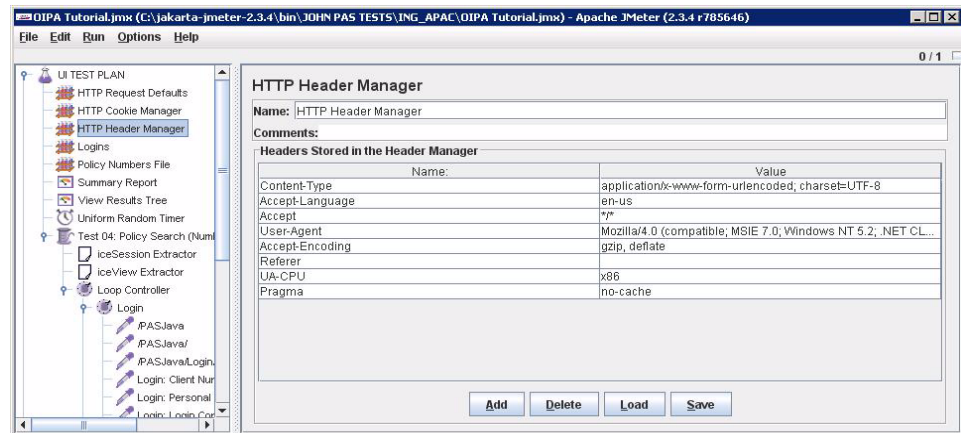 OIPA Tutorial.jmx (C:\jakarta-jmeter-2.3.4\bin\JOHN PAS TESTS\ING_APAC\OIPA Tutorial.jmx) - Apache JMeter (2.3.4 r785646)
File Edit Run Options Help
0 / 1
UI TEST PLAN
HTTP Request Defaults
HTTP Cookie Manager
HTTP Header Manager
Logins
Policy Numbers File
Summary Report
View Results Tree
Uniform Random Timer
Test 04: Policy Search (Numl
iceSession Extractor
iceView Extractor
Loop Controller
Login
/PASJava
/PASJava/
/PASJava/Login.
Login: Client Nur
Login: Personal
Login: Login Cor
HTTP Header Manager
Name: HTTP Header Manager
Comments:
Headers Stored in the Header Manager
Name: Value
Content-Type application/x-www-form-urlencoded; charset=UTF-8
Accept-Language en-us
Accept */*
User-Agent Mozilla/4.0 (compatible; MSIE 7.0; Windows NT 5.2; .NET CL...
Accept-Encoding gzip, deflate
Referer
UA-CPU x86
Pragma no-cache
Add Delete Load Save